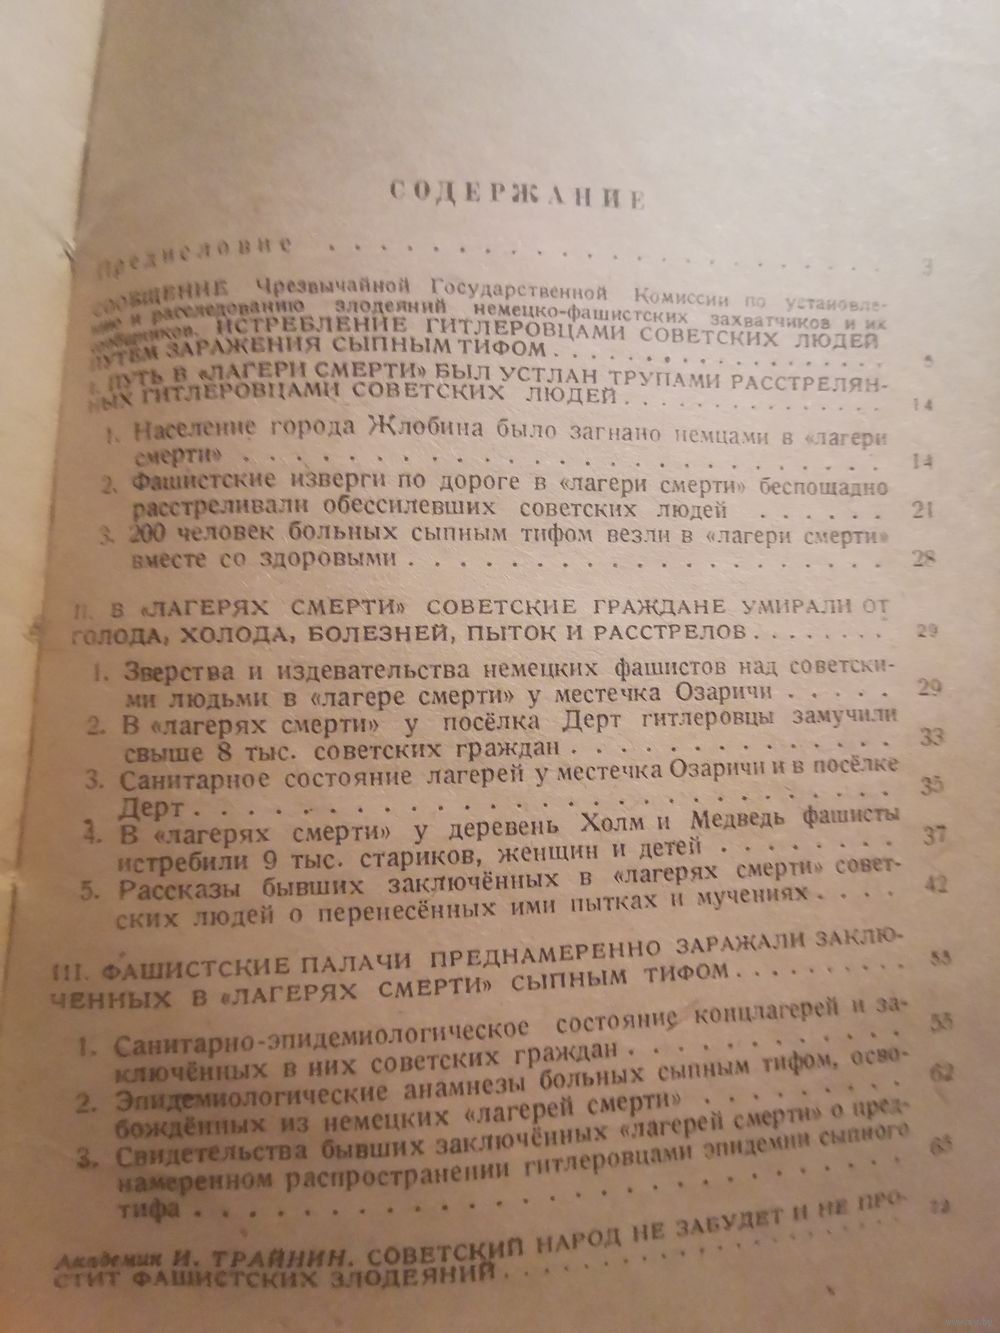 СОДЕРЖАНИЕ
Предисловие . . . . . . . . . . . . . . . . . . . 3
СООБЩЕНИЕ Чрезвычайной Государственной Комиссии по установле-
нию и расследованию злодеяний немецко-фашистских захватчиков и их
сообщников. ИСТРЕБЛЕНИЕ ГИТЛЕРОВЦАМИ СОВЕТСКИХ ЛЮДЕЙ
ПУТЁМ ЗАРАЖЕНИЯ СЫПНЫМ ТИФОМ . . . . . . . . . . . . .
I. ПУТЬ В «ЛАГЕРИ СМЕРТИ» БЫЛ УСТЛАН ТРУПАМИ РАССТРЕЛЯН-
НЫХ ГИТЛЕРОВЦАМИ СОВЕТСКИХ ЛЮДЕЙ . . . . . . . . . . . 14
1. Население города Жлобина было загнано немцами в «лагери
смерти» . . . . . . . . . . . . . . . . . . . 14
2. Фашистские изверги по дороге в «лагери смерти» беспощадно
расстреливали обессилевших советских людей . . . . . . 21
3. 200 человек больных сыпным тифом везли в «лагери смерти»
вместе со здоровыми . . . . . . . . . . . . . . . . 28
II. В «ЛАГЕРЯХ СМЕРТИ» СОВЕТСКИЕ ГРАЖДАНЕ УМИРАЛИ ОТ
ГОЛОДА, ХОЛОДА, БОЛЕЗНЕЙ, ПЫТОК И РАССТРЕЛОВ . . . . . . . 29
1. Зверства и издевательства немецких фашистов над советски-
ми людьми в «лагере смерти» у местечка Озаричи . . . . . 29
2. В «лагерях смерти» у посёлка Дерт гитлеровцы замучили
свыше 8 тыс. советских граждан . . . . . . . . . . . . 33
3. Санитарное состояние лагерей у местечка Озаричи и в посёлке
Дерт . . . . . . . . . . . . . . . . . . . . . 35
4. В «лагерях смерти» у деревень Холм и Медведь фашисты
истребили 9 тыс. стариков, женщин и детей . . . . . . . . 37
5. Рассказы бывших заключённых в «лагерях смерти» совет-
ских людей о перенесённых ими пытках и мучениях . . . . 42
III. ФАШИСТСКИЕ ПАЛАЧИ ПРЕДНАМЕРЕННО ЗАРАЖАЛИ ЗАКЛЮ-
ЧЕННЫХ В «ЛАГЕРЯХ СМЕРТИ» СЫПНЫМ ТИФОМ . . . . . . . . . 55
1. Санитарно-эпидемиологическое состояние концлагерей и за-
ключённых в них советских граждан . . . . . . . . . . 55
2. Эпидемиологические анамнезы больных сыпным тифом, осво-
бождённых из немецких «лагерей смерти» . . . . . . . . 62
3. Свидетельства бывших заключённых «лагерей смерти» о пред-
намеренном распространении гитлеровцами эпидемии сыпного
тифа . . . . . . . . . . . . . . . . . . . . . 65
Академик И. ТРАЙНИН. СОВЕТСКИЙ НАРОД НЕ ЗАБУДЕТ И НЕ ПРО-
СТИТ ФАШИСТСКИХ ЗЛОДЕЯНИЙ . . . . . . . . . . . . . .